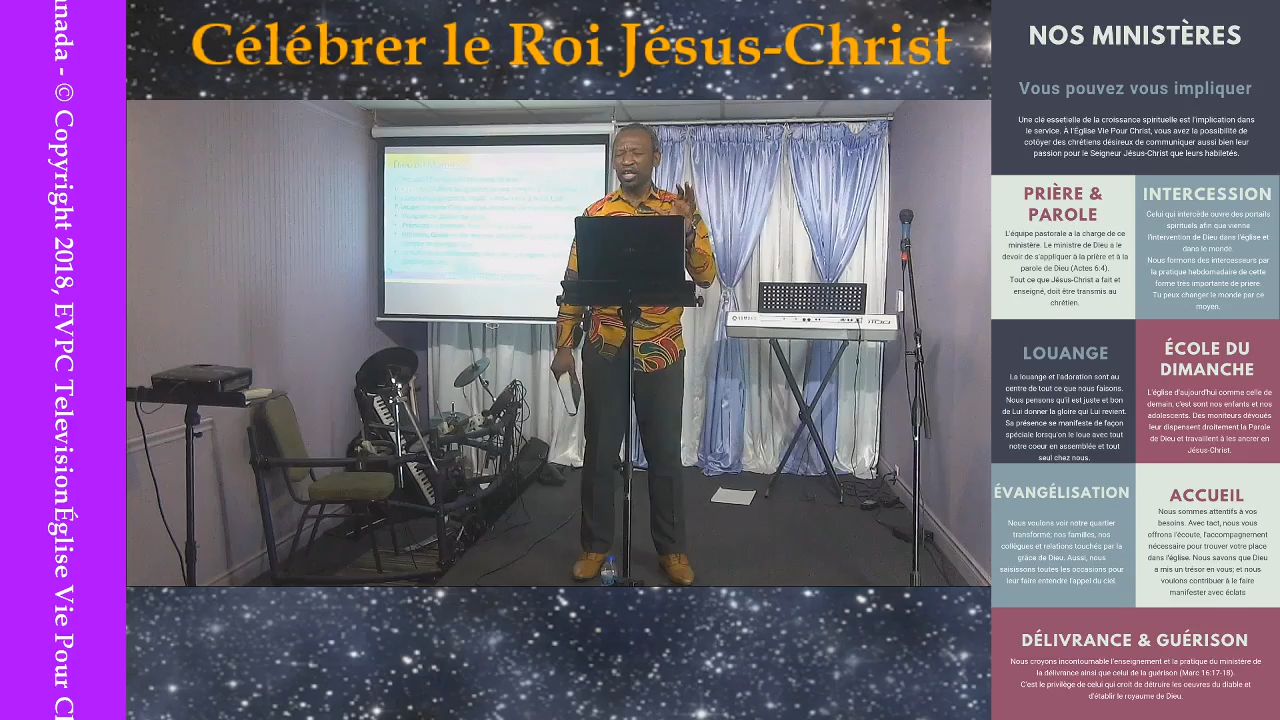 Célébrer le Roi Jésus-Christ
anada - © Copyright 2018, EVPC TelevisionÉglise Vie Pour Cl
NOS MINISTÈRES
Vous pouvez vous impliquer
Une clé essetielle de la croissance spirituelle est l'implication dans
le service. À l'Église Vie Pour Christ, vous avez la possibilité de
cotôyer des chrétiens désireux de communiquer aussi bien leur
passion pour le Seigneur Jésus-Christ que leurs habiletés.
PRIÈRE &
PAROLE
L'équipe pastorale a la charge de ce
ministère. Le ministre de Dieu a le
devoir de s'appliquer à la prière et à la
parole de Dieu (Actes 6:4).
Tout ce que Jésus-Christ a fait et
enseigné, doit être transmis au
chrétien.
INTERCESSION
Celui qui intercède ouvre des portails
spirituels afin que vienne
l'intervention de Dieu dans l'église et
dans le monde.
Nous formons des intercesseurs par
la pratique hebdomadaire de cette
forme très importante de prière.
Tu peux changer le monde par ce
moyen.
LOUANGE
La louange et l'adoration sont au
centre de tout ce que nous faisons.
Nous pensons qu'il est juste et bon
de Lui donner la gloire qui Lui revient.
Sa présence se manifeste de façon
spéciale lorsqu'on le loue avec tout
notre coeur en assemblée et tout
seul chez nous.
ÉCOLE DU
DIMANCHE
L'église d'aujourd'hui comme celle de
demain, c'est sont nos enfants et nos
adolescents. Des moniteurs dévoués
leur dispensent droitement la Parole
de Dieu et travaillent à les ancrer en
Jésus-Christ.
ÉVANGÉLISATION
Nous voulons voir notre quartier
transformé; nos familles, nos
collègues et relations touchés par la
grâce de Dieu. Aussi, nous
saisissons toutes les occasions pour
leur faire entendre l'appel du ciel.
ACCUEIL
Nous sommes attentifs à vos
besoins. Avec tact, nous vous
offrons l'écoute, l'accompagnement
nécessaire pour trouver votre place
dans l'église. Nous savons que Dieu
a mis un trésor en vous; et nous
voulons contribuer à le faire
manifester avec éclats
DÉLIVRANCE & GUÉRISON
Nous croyons incontournable l'enseignement et la pratique du ministère de
la délivrance ainsi que celui de la guérison (Marc 16:17-18).
C'est le privilège de celui qui croit de détruire les oeuvres du diable et
d'établir le royaume de Dieu.